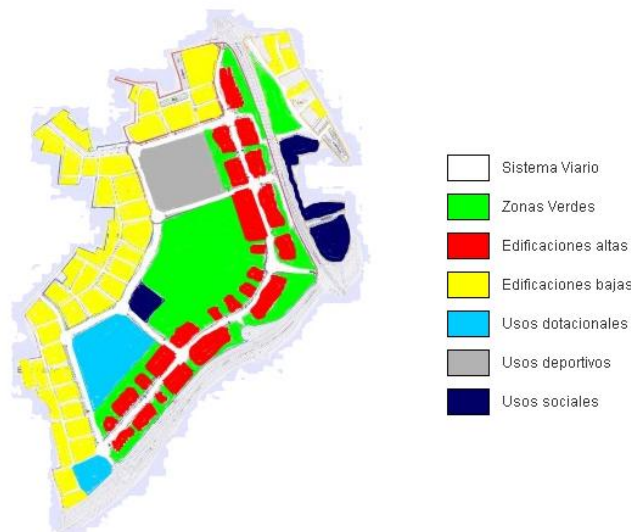 Sistema Viario
Zonas Verdes
Edificaciones altas
Edificaciones bajas
Usos dotacionales
Usos deportivos
Usos sociales